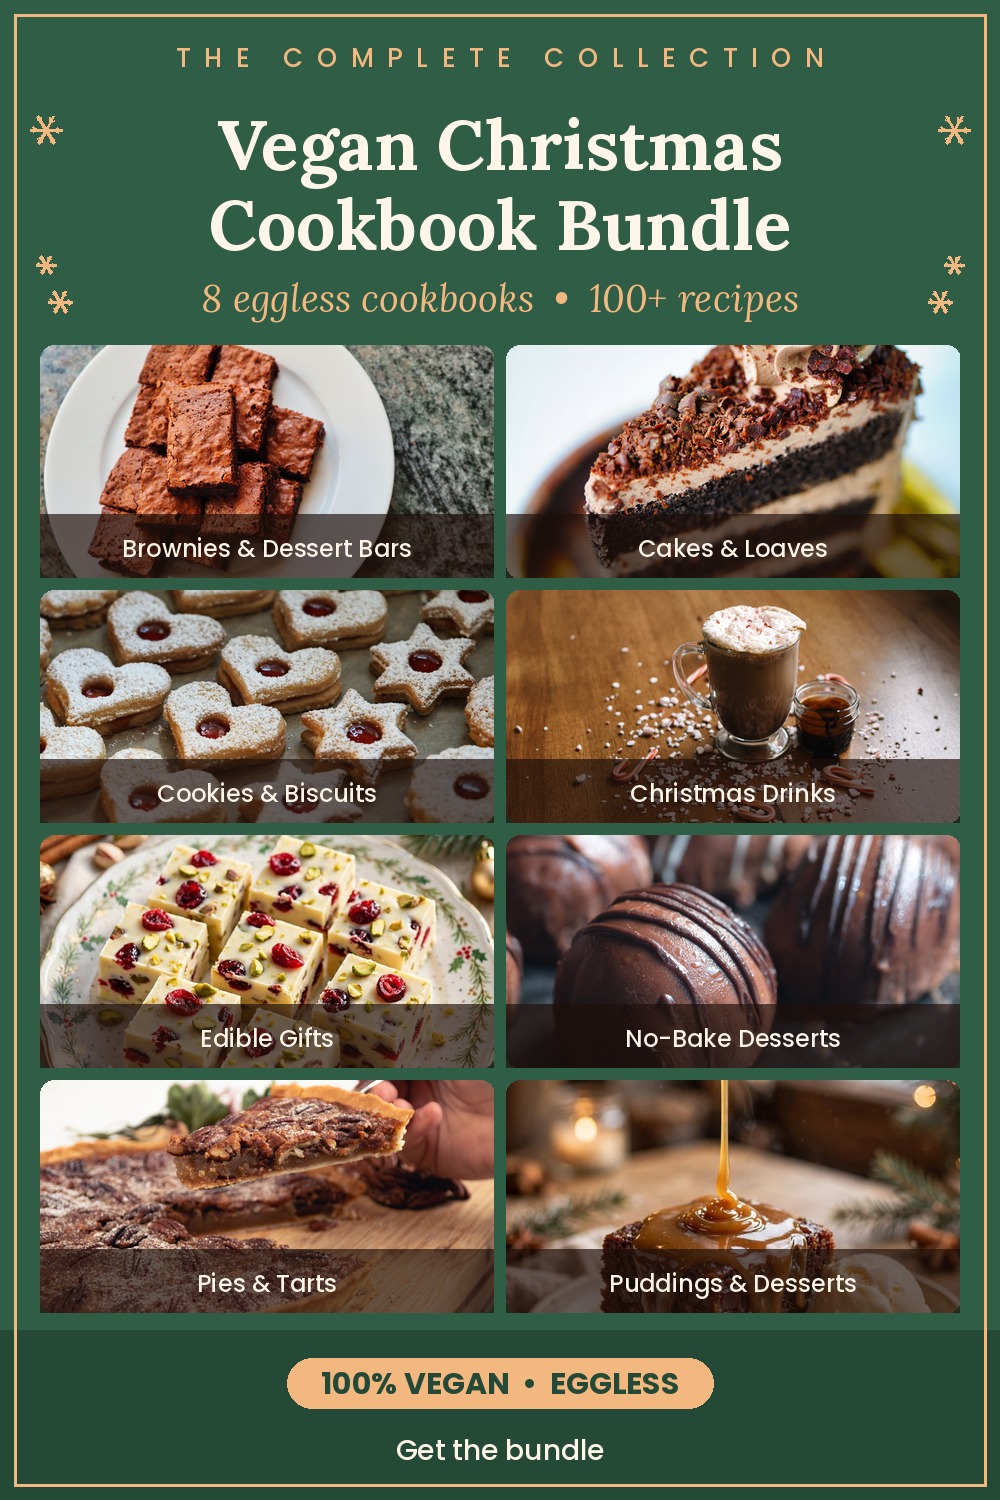 THE COMPLETE COLLECTION
Vegan Christmas
Cookbook Bundle
8 eggless cookbooks • 100+ recipes
Brownies & Dessert Bars
Cakes & Loaves
Cookies & Biscuits
Christmas Drinks
Edible Gifts
No-Bake Desserts
Pies & Tarts
Puddings & Desserts
100% VEGAN • EGGLESS
Get the bundle